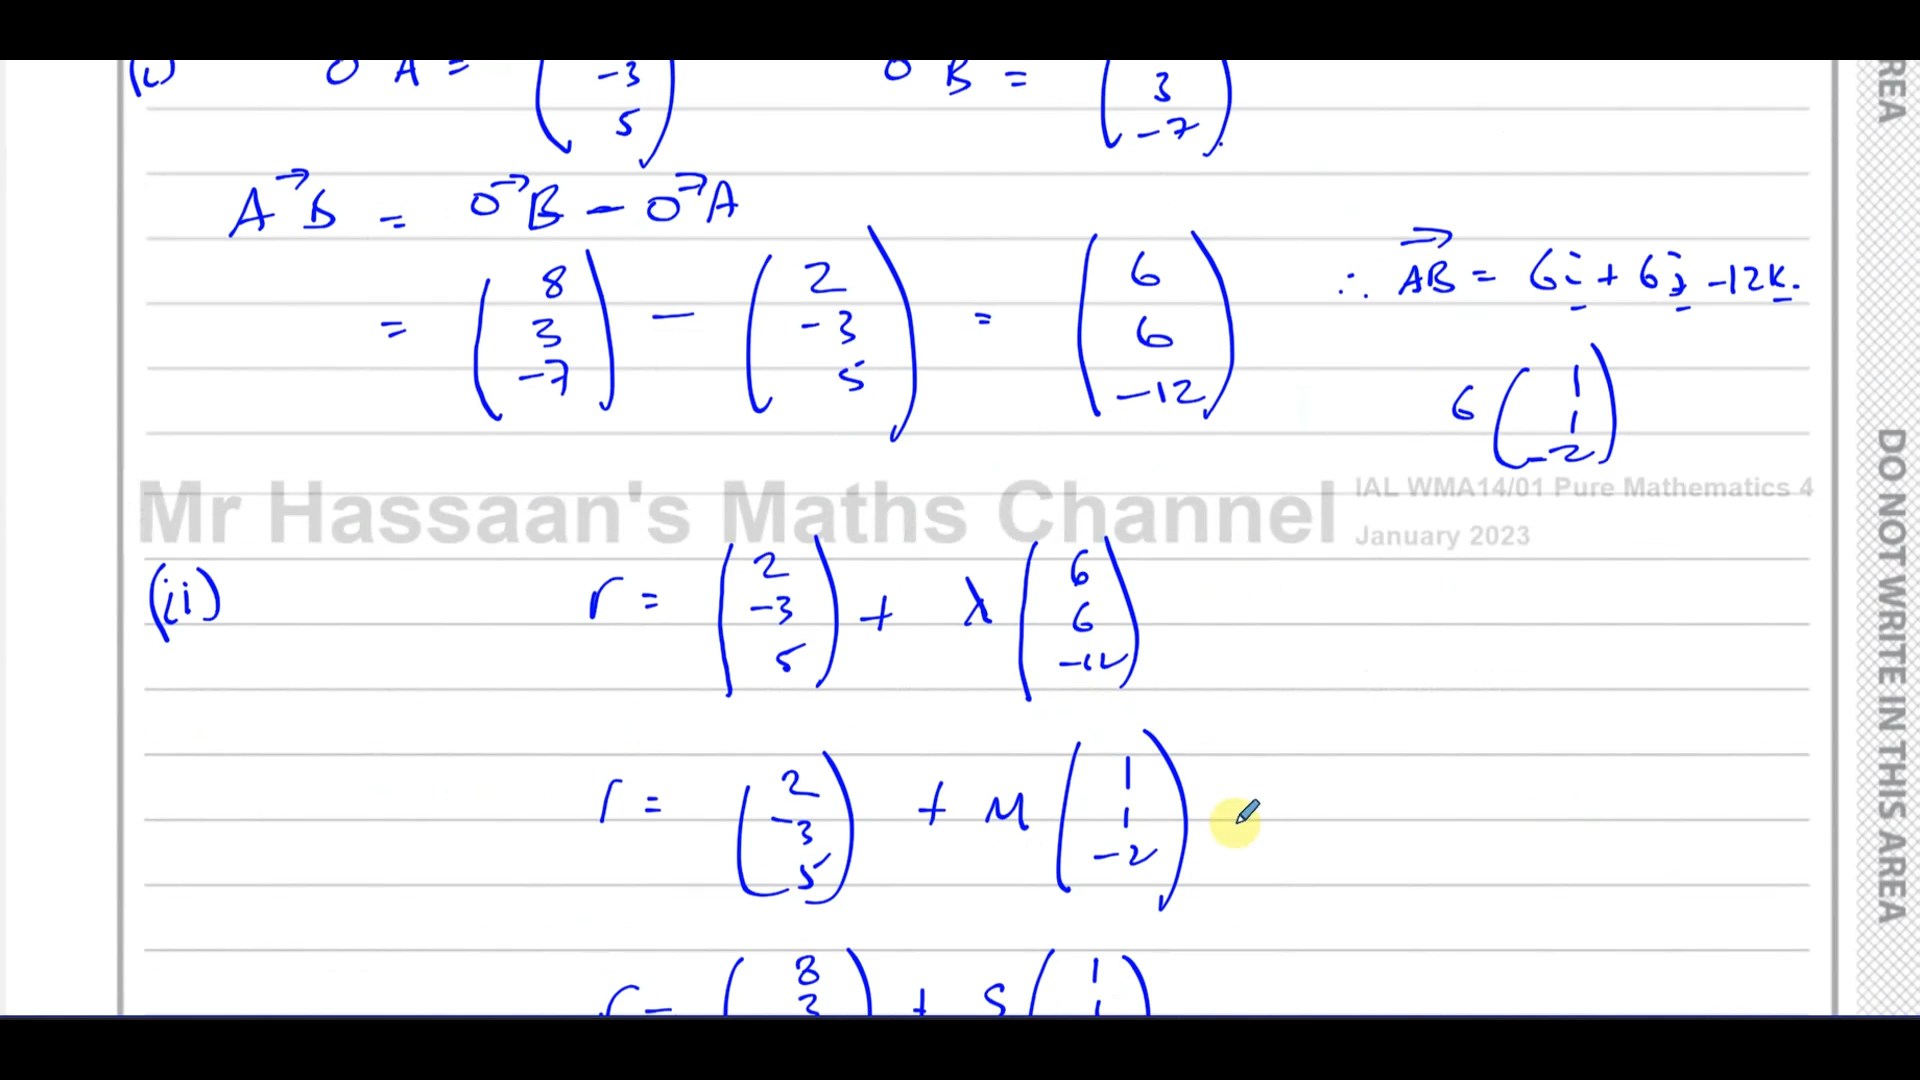 (i) OA = ( -3 5 ) OB = ( 3 -7 )
AB = OB - OA
= ( 8 3 -7 ) - ( 2 -3 5 ) = ( 6 6 -12 ) ∴ AB = 6i + 6j - 12k.
6 ( 1 1 -2 )
Mr Hassaan's Maths Channel
IAL WMA14/01 Pure Mathematics 4
January 2023
(ii) r = ( 2 -3 5 ) + λ ( 6 6 -12 )
r = ( 2 -3 5 ) + μ ( 1 1 -2 )
r = ( 8 3 ) + s ( 1 1 )
REA
DO NOT WRITE IN THIS AREA